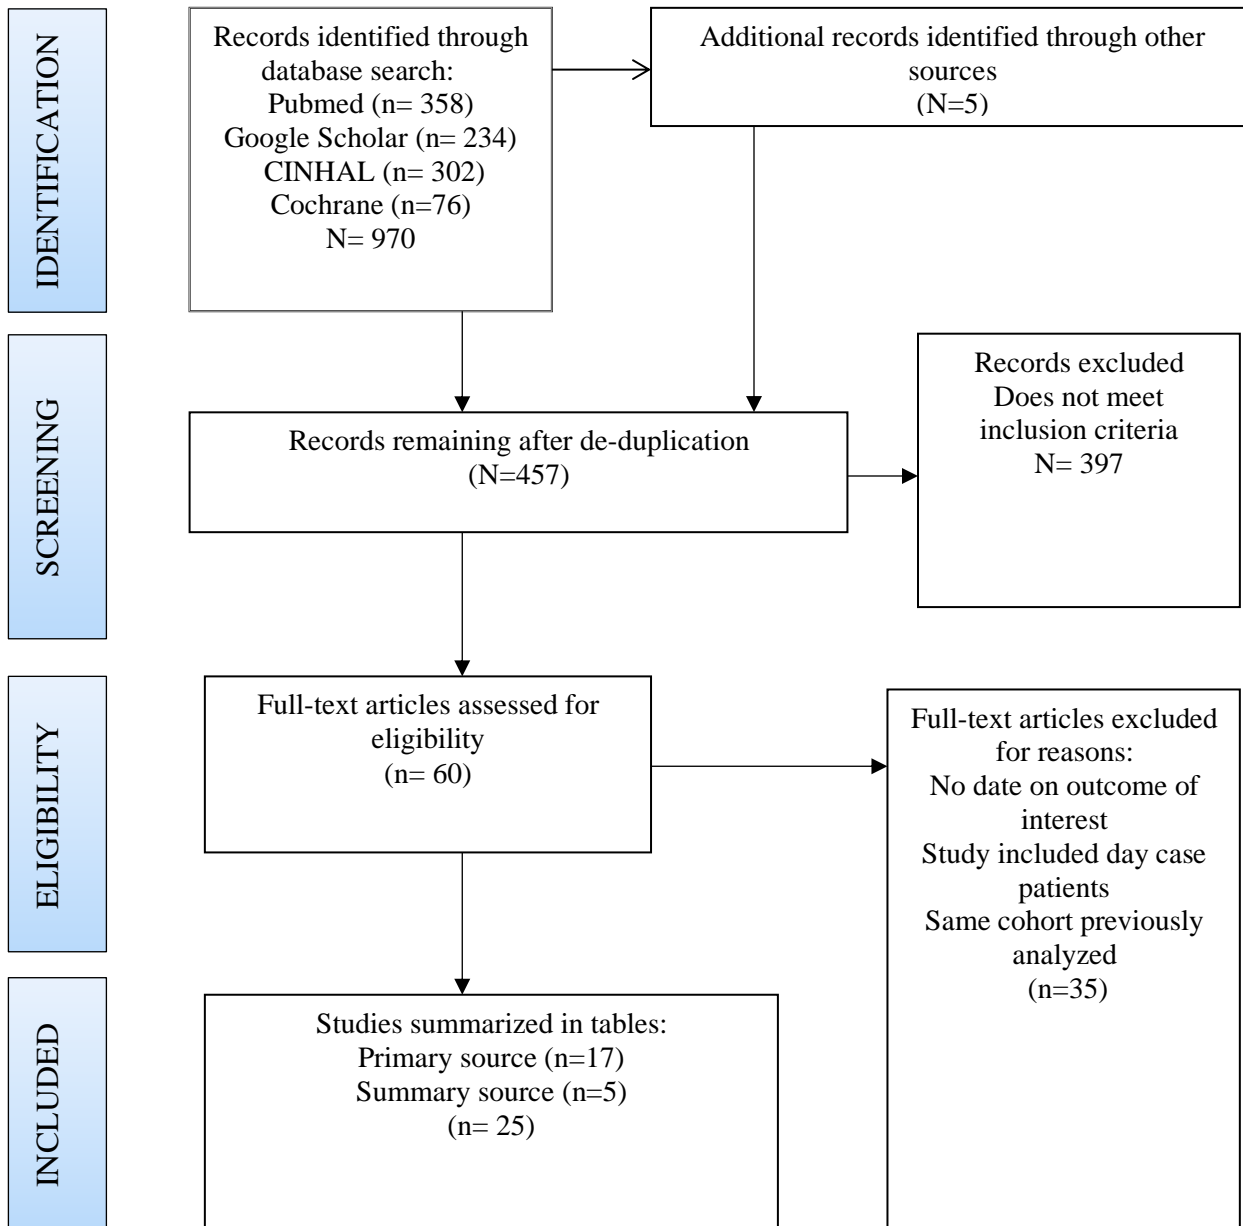 IDENTIFICATION
Records identified through
database search:
Pubmed (n= 358)
Google Scholar (n= 234)
CINHAL (n= 302)
Cochrane (n=76)
N= 970
Additional records identified through other
sources
(N=5)
SCREENING
Records remaining after de-duplication
(N=457)
Records excluded
Does not meet
inclusion criteria
N= 397
ELIGIBILITY
Full-text articles assessed for
eligibility
(n= 60)
Full-text articles excluded
for reasons:
No date on outcome of
interest
Study included day case
patients
Same cohort previously
analyzed
(n=35)
INCLUDED
Studies summarized in tables:
Primary source (n=17)
Summary source (n=5)
(n= 25)